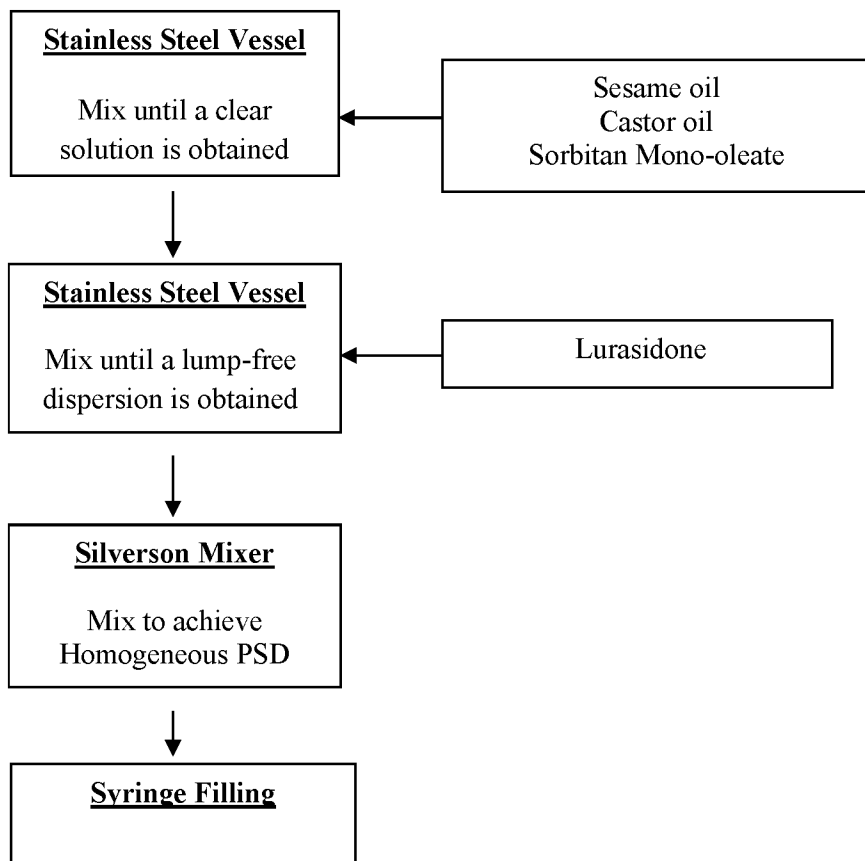 Stainless Steel Vessel
Mix until a clear
solution is obtained
Sesame oil
Castor oil
Sorbitan Mono-oleate
Stainless Steel Vessel
Mix until a lump-free
dispersion is obtained
Lurasidone
Silverson Mixer
Mix to achieve
Homogeneous PSD
Syringe Filling